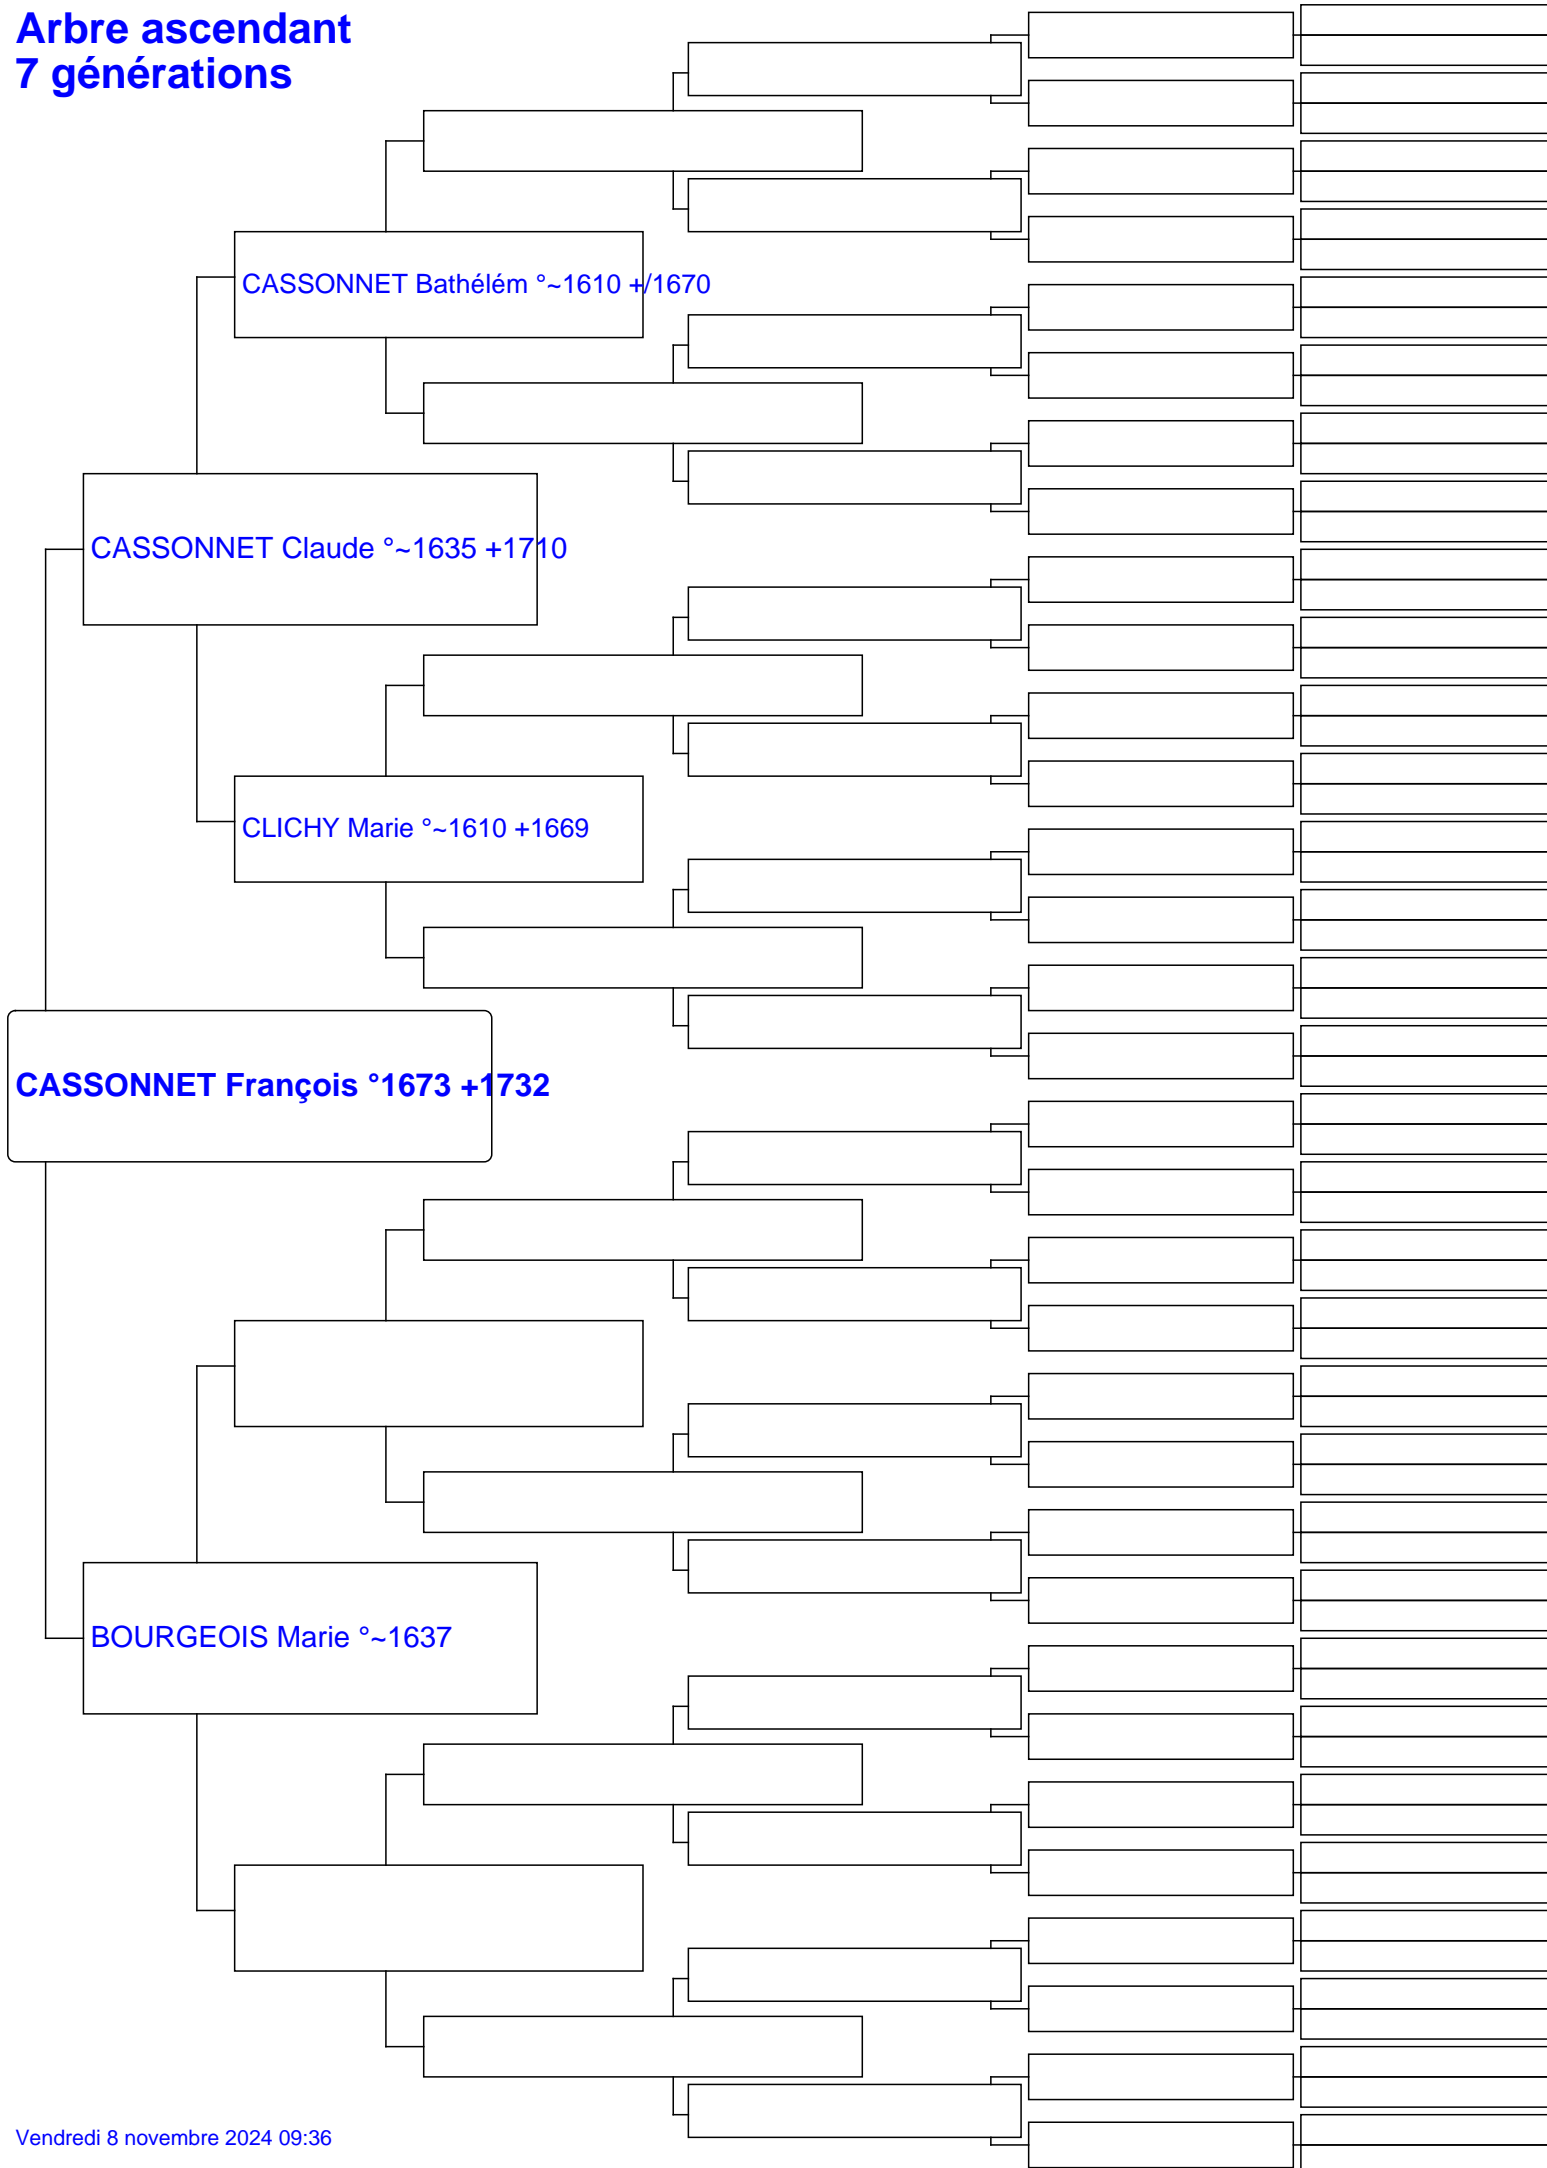 Arbre ascendant
7 générations
CASSONNET Bathélém °~1610 +/1670
CASSONNET Claude °~1635 +1710
CLICHY Marie °~1610 +1669
CASSONNET François °1673 +1732
BOURGEOIS Marie °~1637
Vendredi 8 novembre 2024 09:36